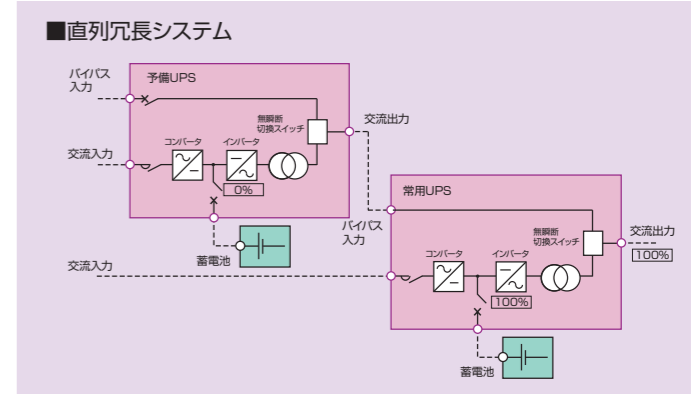 ■直列冗長システム
バイパス
入力
予備UPS
無瞬断
切換スイッチ
交流出力
コンバータ
インバータ
交流入力
0%
常用UPS
バイパス
入力
無瞬断
切換スイッチ
交流出力
100%
蓄電池
コンバータ
インバータ
交流入力
100%
蓄電池